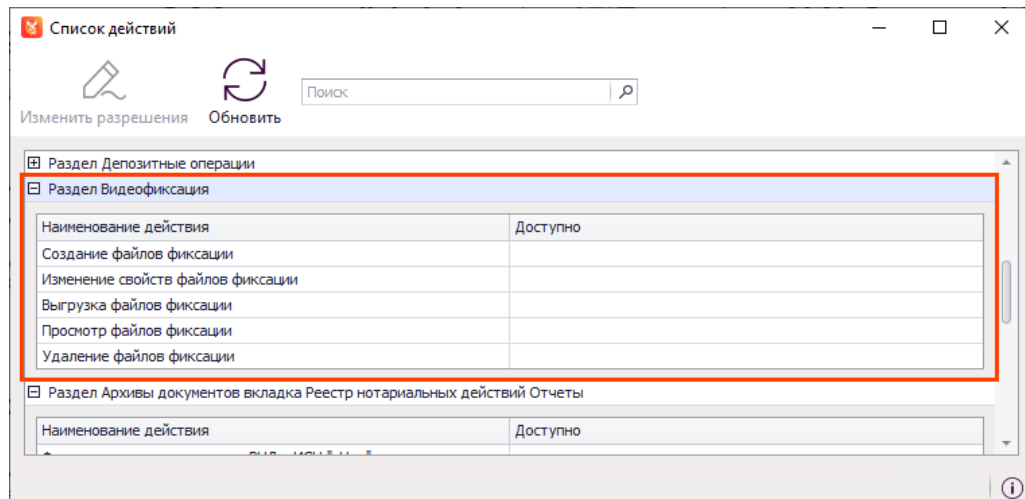 Список действий
Поиск
Изменить разрешения Обновить
Раздел Депозитные операции
Раздел Видеофиксация
Наименование действия Доступно
Создание файлов фиксации
Изменение свойств файлов фиксации
Выгрузка файлов фиксации
Просмотр файлов фиксации
Удаление файлов фиксации
Раздел Архивы документов вкладка Реестр нотариальных действий Отчеты
Наименование действия Доступно